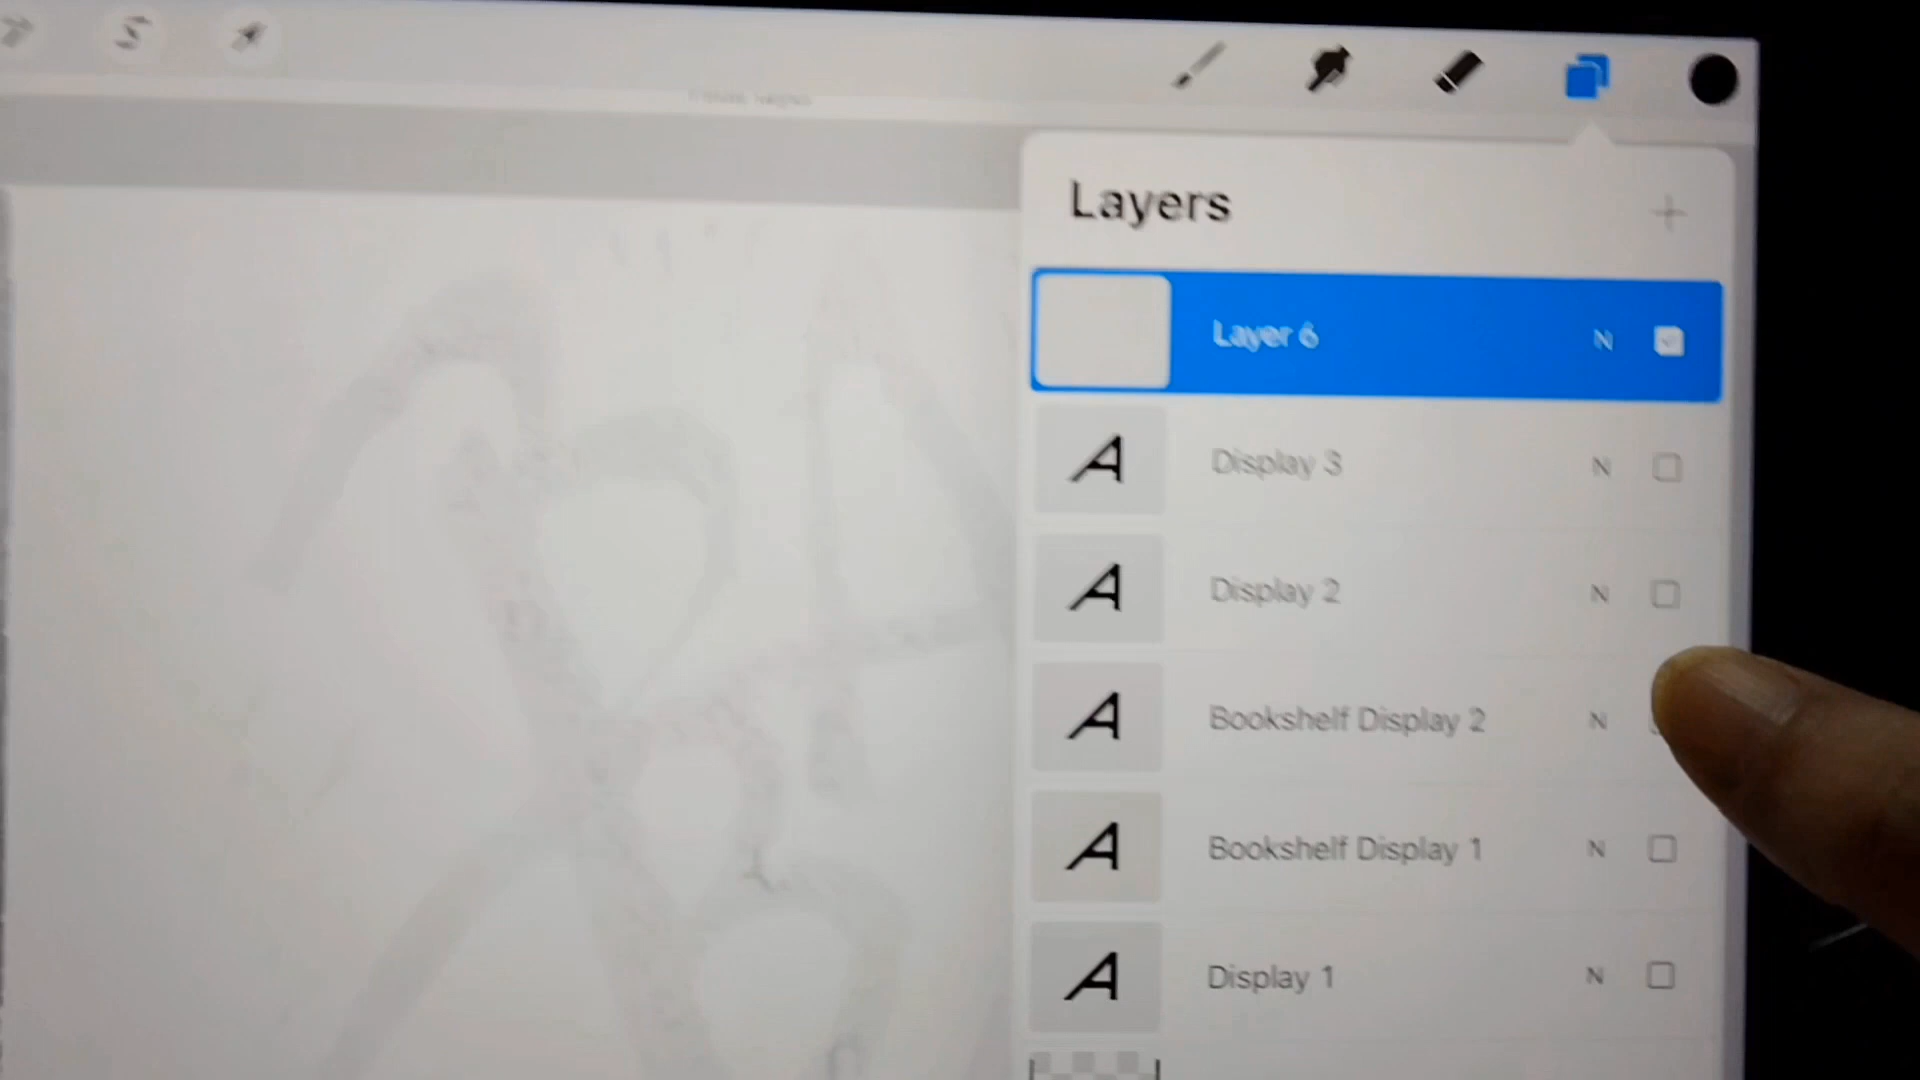 Layers
Layer 6 N
A Display 3 N
A Display 2 N
A Bookshelf Display 2 N
A Bookshelf Display 1 N
A Display 1 N